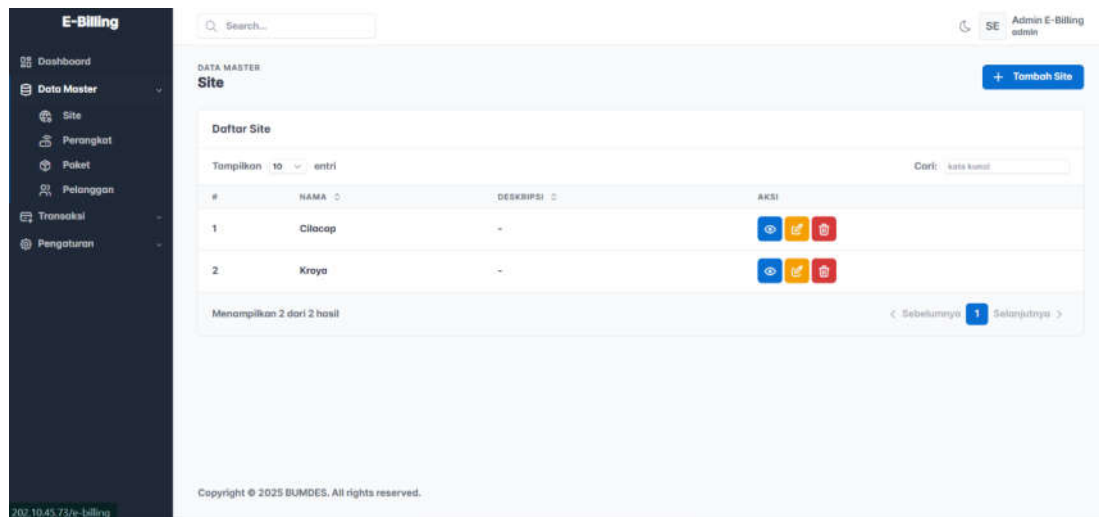 E-Billing
Search...
SE
Admin E-Billing
admin
Dashboard
Data Master
Site
Perangkat
Paket
Pelanggan
Transaksi
Pengaturan
DATA MASTER
Site
+ Tambah Site
Daftar Site
Tampilkan 10 entri
Cari: kata kunci
# NAMA DESKRIPSI AKSI
1 Cilacap -
2 Kroya -
Menampilkan 2 dari 2 hasil
< Sebelumnya 1 Selanjutnya >
Copyright © 2025 BUMDES. All rights reserved.
202.10.45.73/e-billing